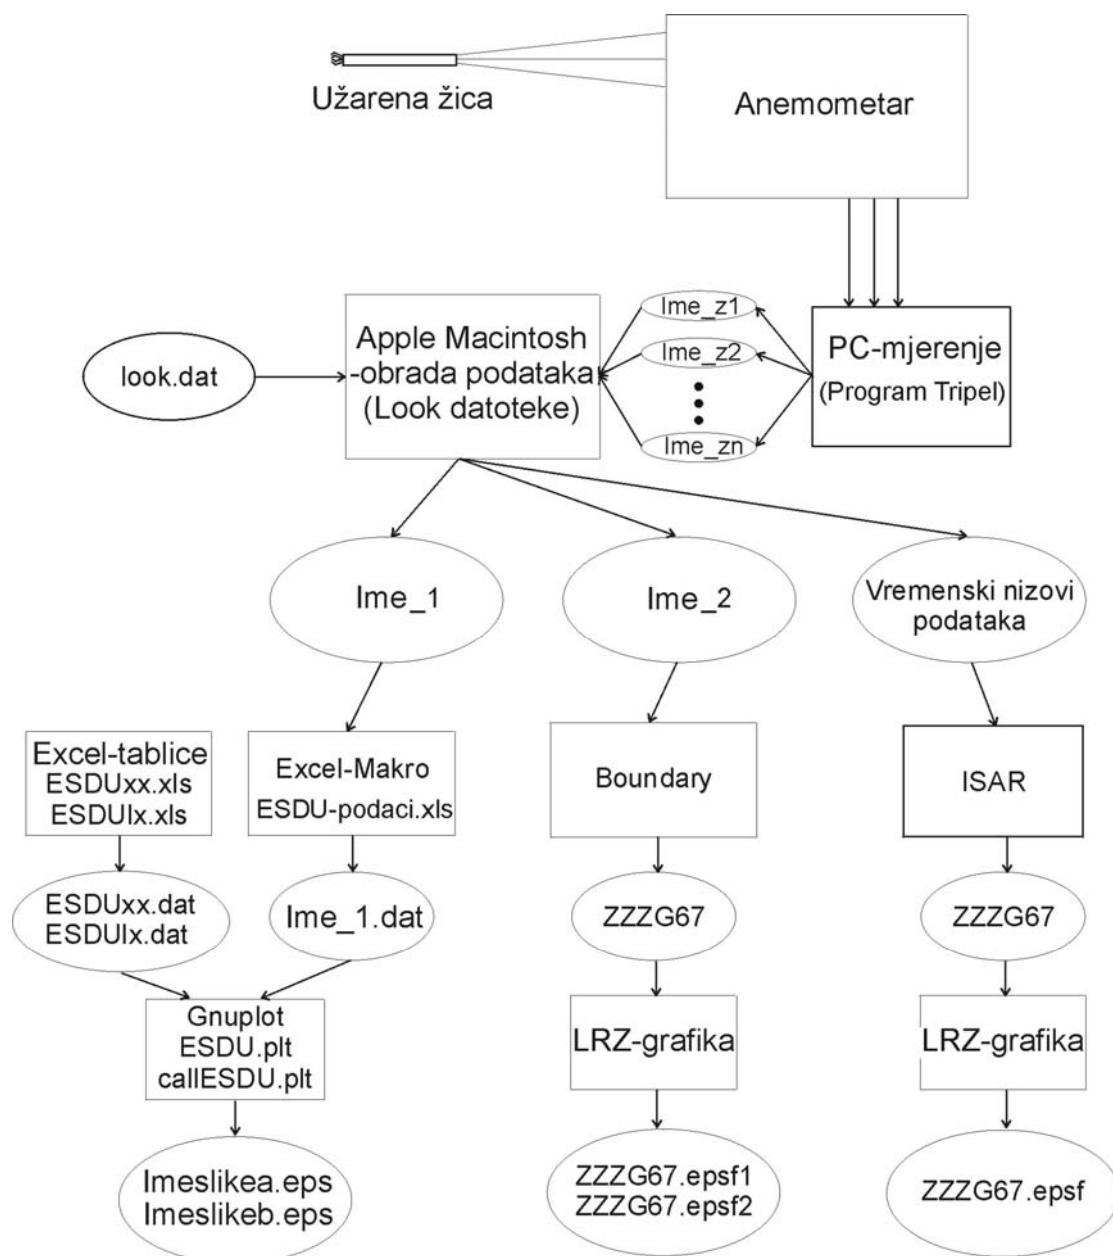 Užarena žica
Anemometar
look.dat
Apple Macintosh
-obrada podataka
(Look datoteke)
Ime_z1
Ime_z2
Ime_zn
PC-mjerenje
(Program Tripel)
Ime_1
Ime_2
Vremenski nizovi
podataka
Excel-tablice
ESDUxx.xls
ESDUIx.xls
Excel-Makro
ESDU-podaci.xls
Boundary
ISAR
ESDUxx.dat
ESDUIx.dat
Ime_1.dat
ZZZG67
ZZZG67
Gnuplot
ESDU.plt
callESDU.plt
LRZ-grafika
LRZ-grafika
Imeslikea.eps
Imeslikeb.eps
ZZZG67.epsf1
ZZZG67.epsf2
ZZZG67.epsf